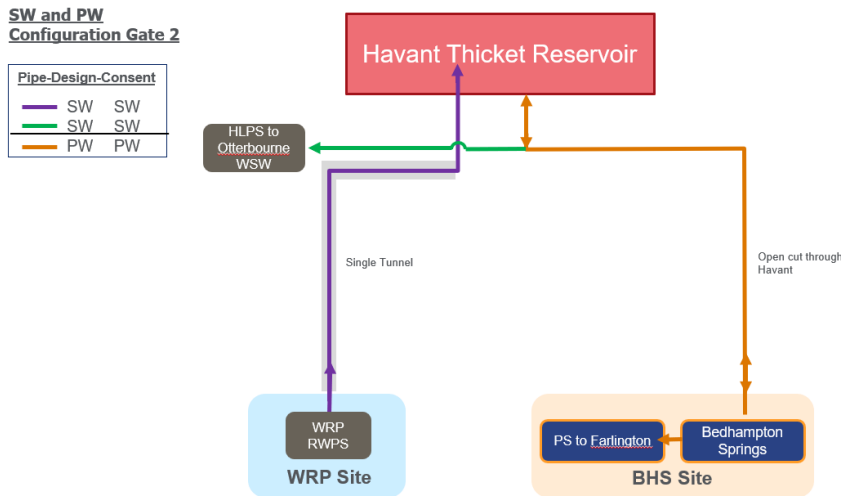 SW and PW
Configuration Gate 2
Pipe-Design-Consent
SW SW
SW SW
PW PW
Havant Thicket Reservoir
HLPS to
Otterbourne
WSW
Single Tunnel
Open cut through
Havant
WRP
RWPS
WRP Site
PS to Farlington
Bedhampton
Springs
BHS Site